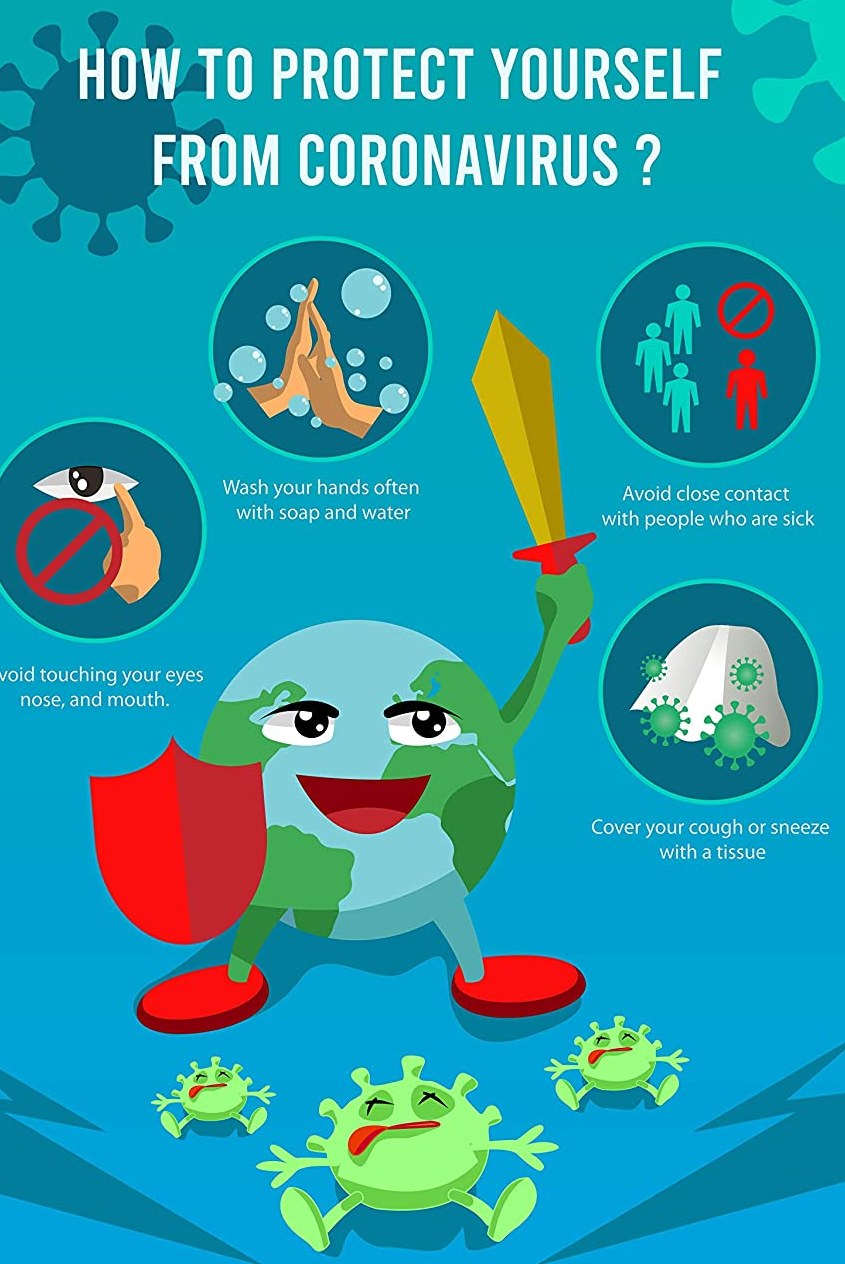 HOW TO PROTECT YOURSELF
FROM CORONAVIRUS ?
Wash your hands often
with soap and water
Avoid close contact
with people who are sick
void touching your eyes
nose, and mouth.
Cover your cough or sneeze
with a tissue